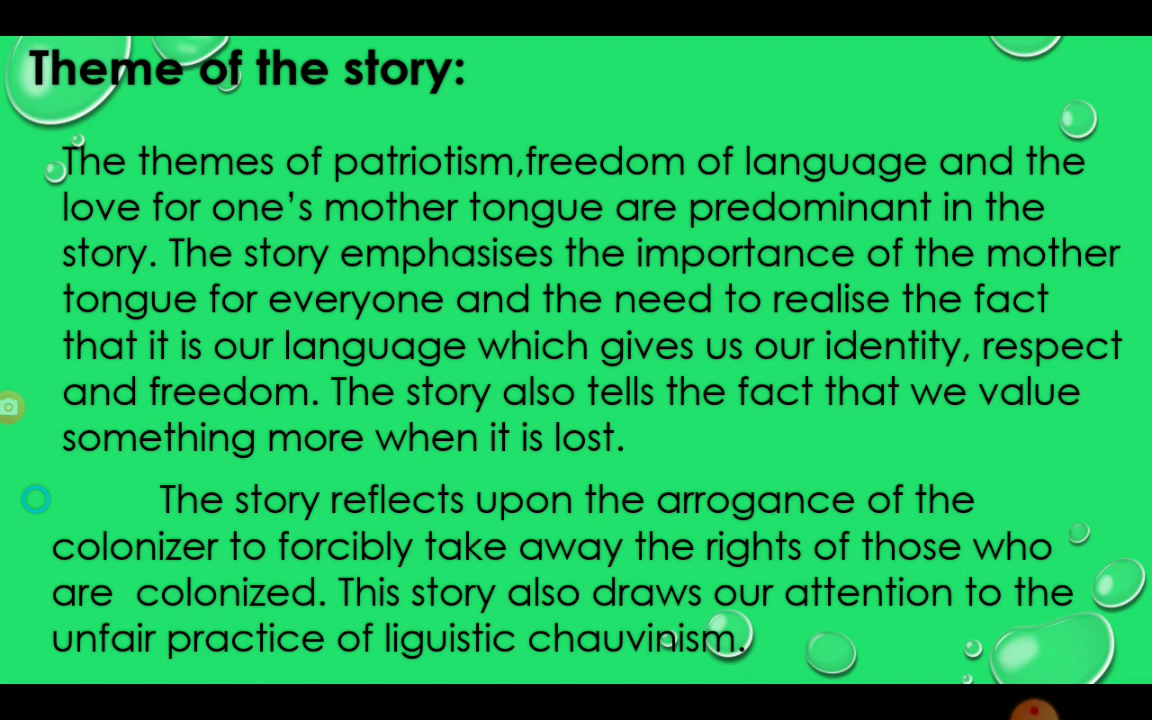 Theme of the story:
The themes of patriotism,freedom of language and the
love for one’s mother tongue are predominant in the
story. The story emphasises the importance of the mother
tongue for everyone and the need to realise the fact
that it is our language which gives us our identity, respect
and freedom. The story also tells the fact that we value
something more when it is lost.
The story reflects upon the arrogance of the
colonizer to forcibly take away the rights of those who
are colonized. This story also draws our attention to the
unfair practice of liguistic chauvinism.